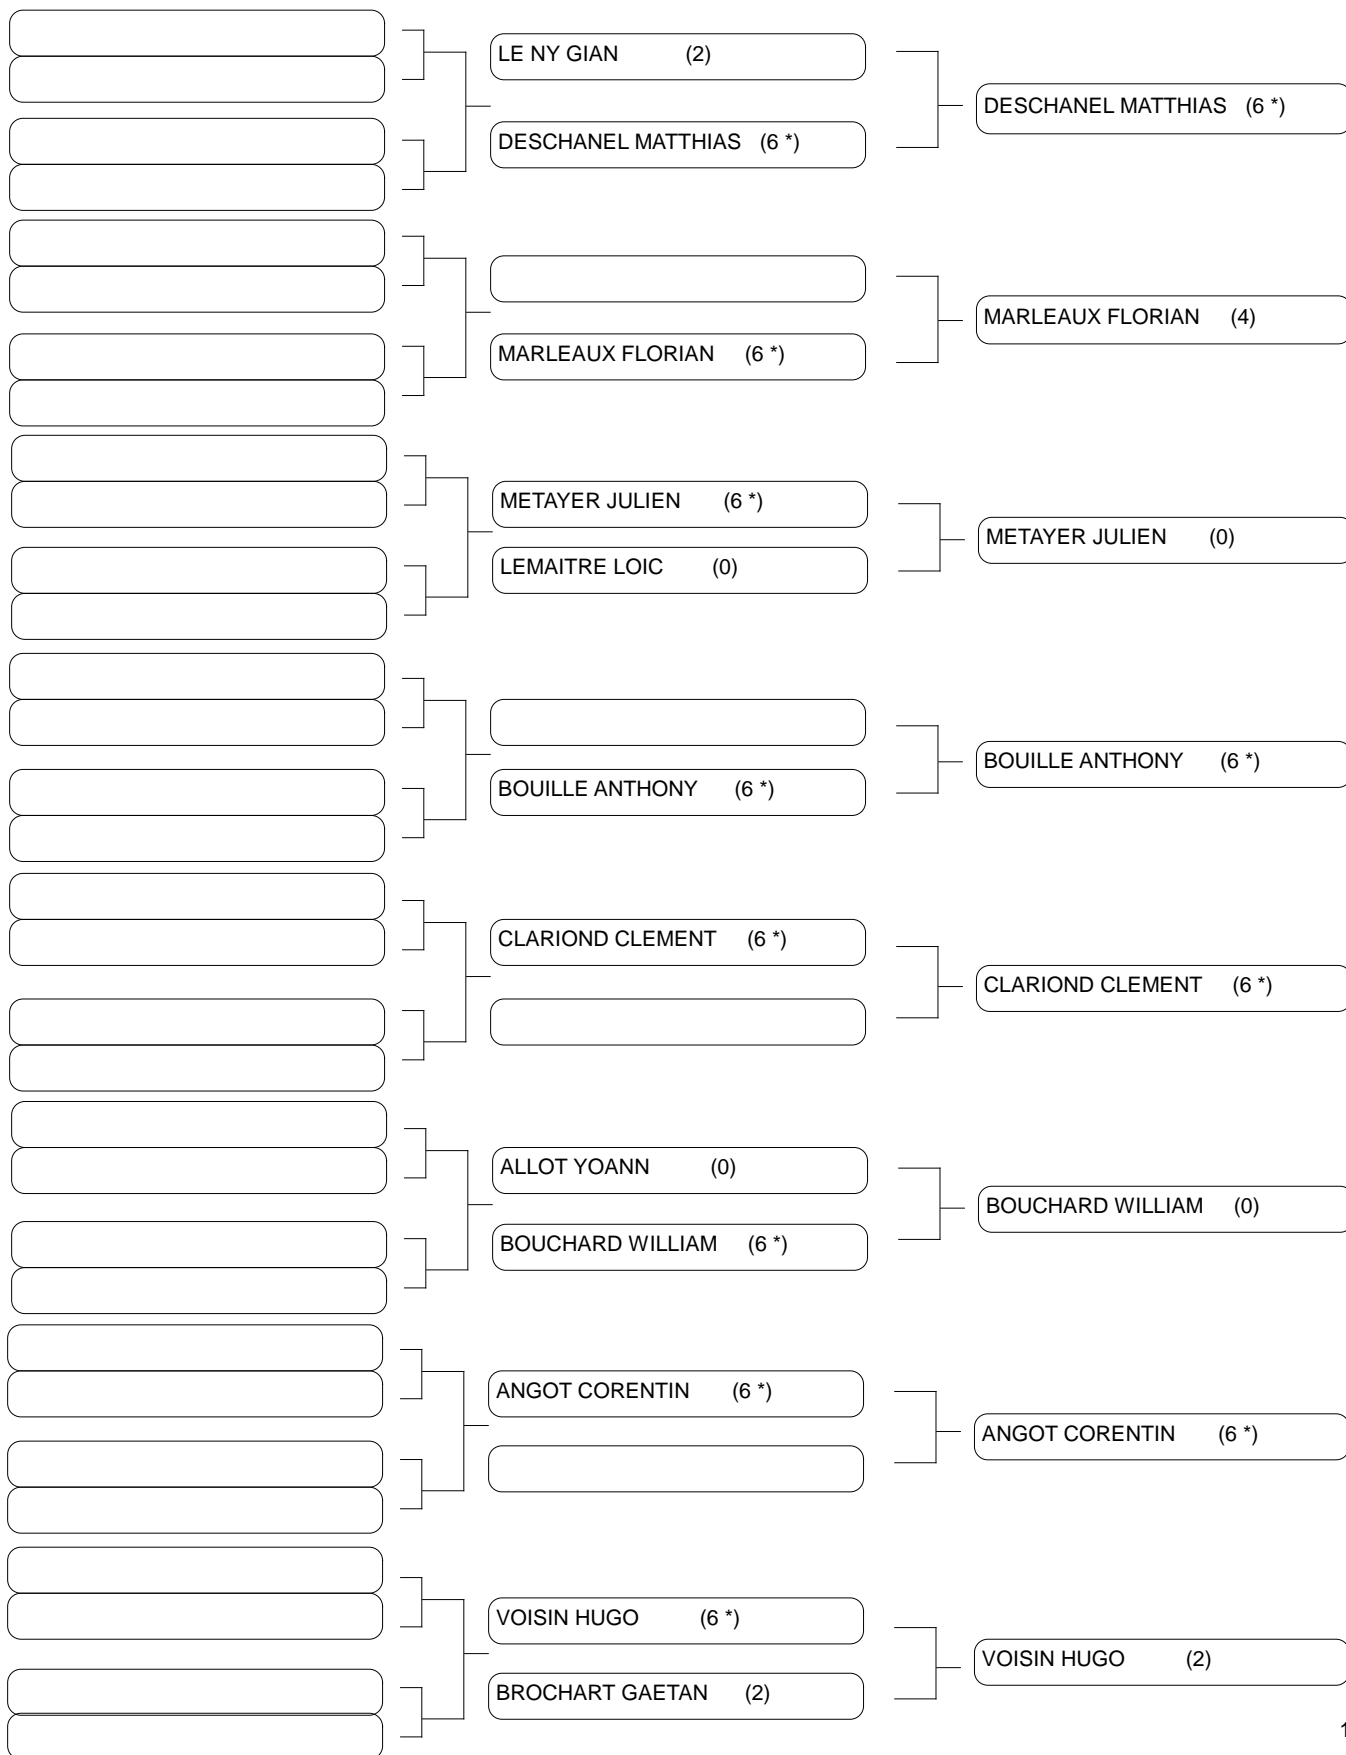 LE NY GIAN (2)
DESCHANEL MATTHIAS (6 *)
DESCHANEL MATTHIAS (6 *)
MARLEAUX FLORIAN (6 *)
MARLEAUX FLORIAN (4)
METAYER JULIEN (6 *)
LEMAITRE LOIC (0)
METAYER JULIEN (0)
BOUILLE ANTHONY (6 *)
BOUILLE ANTHONY (6 *)
CLARIOND CLEMENT (6 *)
CLARIOND CLEMENT (6 *)
ALLOT YOANN (0)
BOUCHARD WILLIAM (6 *)
BOUCHARD WILLIAM (0)
ANGOT CORENTIN (6 *)
ANGOT CORENTIN (6 *)
VOISIN HUGO (6 *)
BROCHART GAETAN (2)
VOISIN HUGO (2)
1